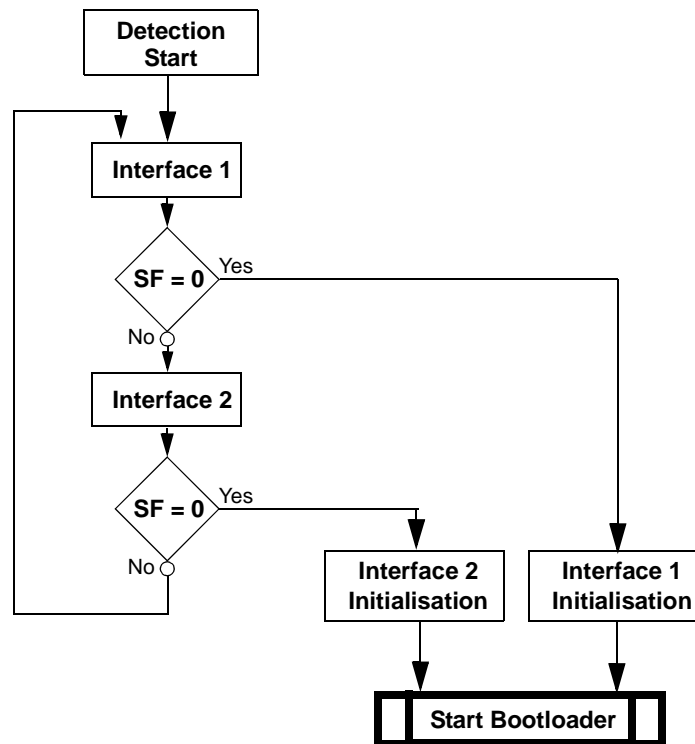 Detection
Start
Interface 1
SF = 0
Yes
No
Interface 2
SF = 0
Yes
No
Interface 2
Initialisation
Interface 1
Initialisation
Start Bootloader